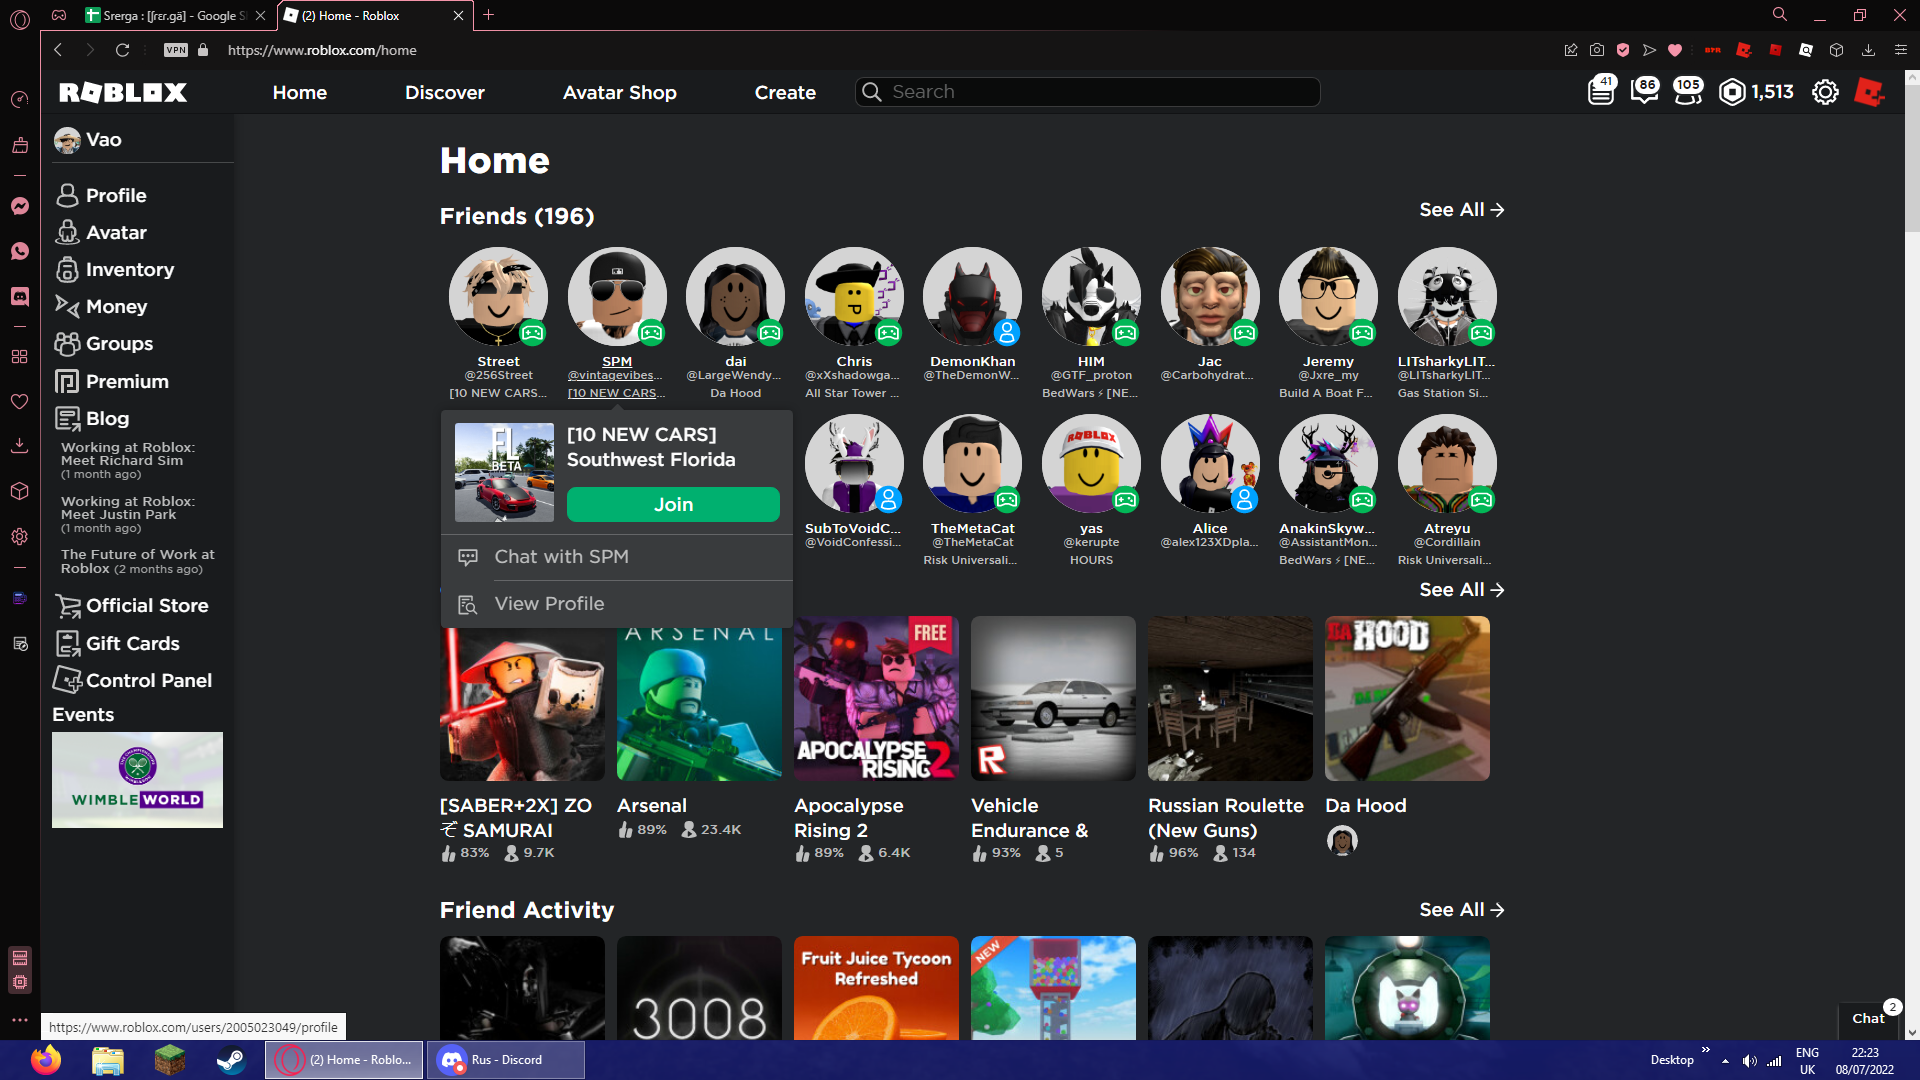 Srerga : [ʃrɛr.gä] - Google S
(2) Home - Roblox
VPN
https://www.roblox.com/home
BTR
ROBLOX
Home
Discover
Avatar Shop
Create
Search
41
86
105
1,513
Vao
Profile
Avatar
Inventory
Money
Groups
Premium
Blog
Working at Roblox:
Meet Richard Sim
(1 month ago)
Working at Roblox:
Meet Justin Park
(1 month ago)
The Future of Work at
Roblox (2 months ago)
Official Store
Gift Cards
Control Panel
Events
WIMBLEWORLD
Home
Friends (196)
See All
Street
@256Street
[10 NEW CARS...
SPM
@vintagevibes...
[10 NEW CARS...
dai
@LargeWendy...
Da Hood
Chris
@xXshadowga...
All Star Tower ...
DemonKhan
@TheDemonW...
HIM
@GTF_proton
BedWars ⚡ [NE...
Jac
@Carbohydrat...
Jeremy
@Jxre_my
Build A Boat F...
LITsharkyLIT...
@LITsharkyLIT...
Gas Station Si...
FL
BETA
[10 NEW CARS]
Southwest Florida
Join
Chat with SPM
View Profile
ROBLOX
SubToVoidC...
@VoidConfessi...
TheMetaCat
@TheMetaCat
Risk Universali...
yas
@kerupte
HOURS
Alice
@alex123XDpla...
AnakinSkyw...
@AssistantMon...
BedWars ⚡ [NE...
Atreyu
@Cordillain
Risk Universali...
See All
ARSENAL
FREE
APOCALYPSE
RISING 2
R
DA HOOD
[SABER+2X] ZO
ぞ SAMURAI
83% 9.7K
Arsenal
89% 23.4K
Apocalypse
Rising 2
89% 6.4K
Vehicle
Endurance &
93% 5
Russian Roulette
(New Guns)
96% 134
Da Hood
Friend Activity
See All
3008
Fruit Juice Tycoon
Refreshed
NEW
https://www.roblox.com/users/2005023049/profile
Chat
2
(2) Home - Roblo...
Rus - Discord
Desktop
ENG
UK
22:23
08/07/2022